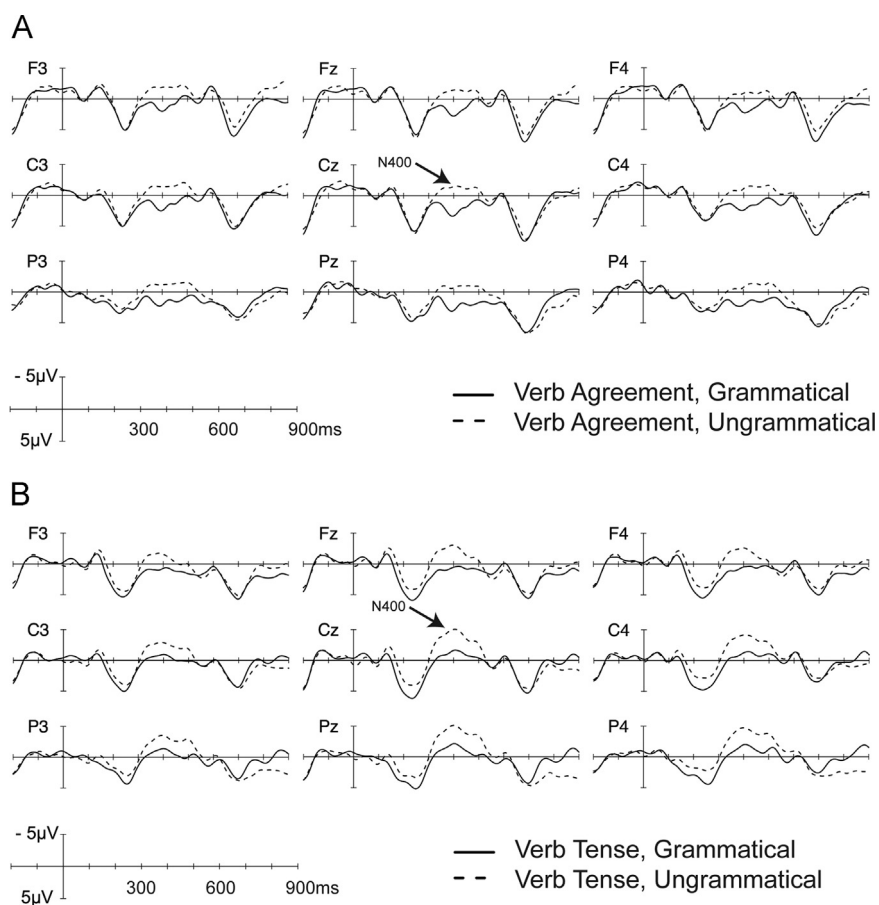 A
F3 Fz F4
C3 N400 Cz C4
P3 Pz P4
- 5μV
5μV 300 600 900ms
Verb Agreement, Grammatical
Verb Agreement, Ungrammatical
B
F3 Fz F4
C3 N400 Cz C4
P3 Pz P4
- 5μV
5μV 300 600 900ms
Verb Tense, Grammatical
Verb Tense, Ungrammatical